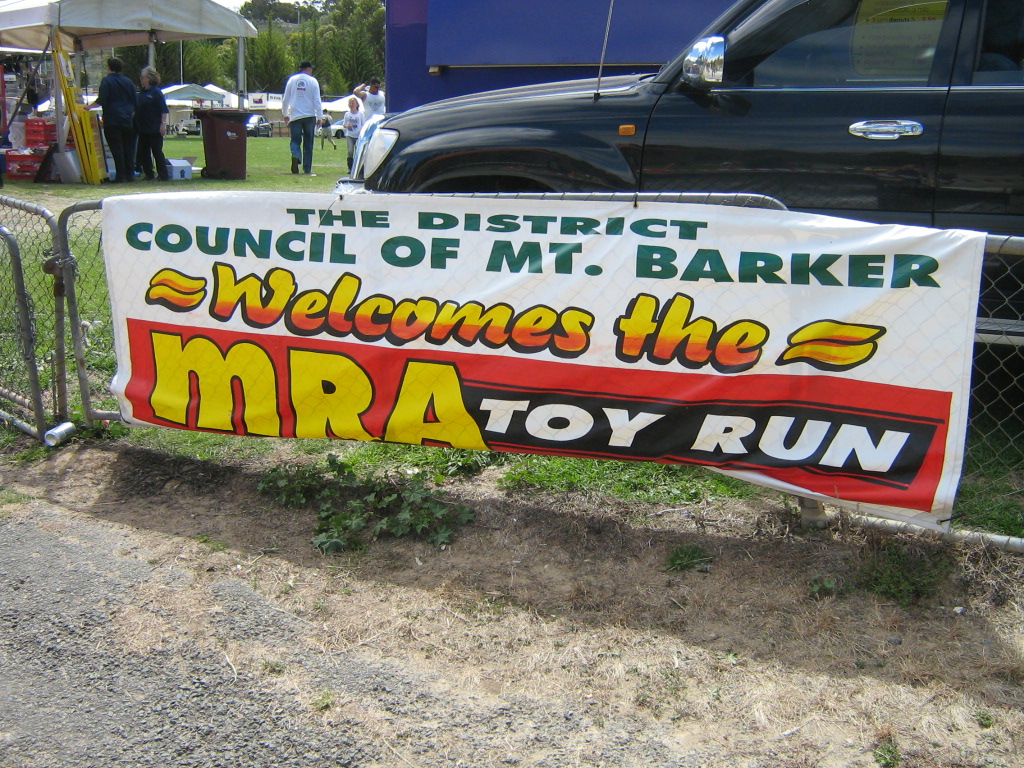 THE DISTRICT
COUNCIL OF MT. BARKER
Welcomes the
MRA TOY RUN